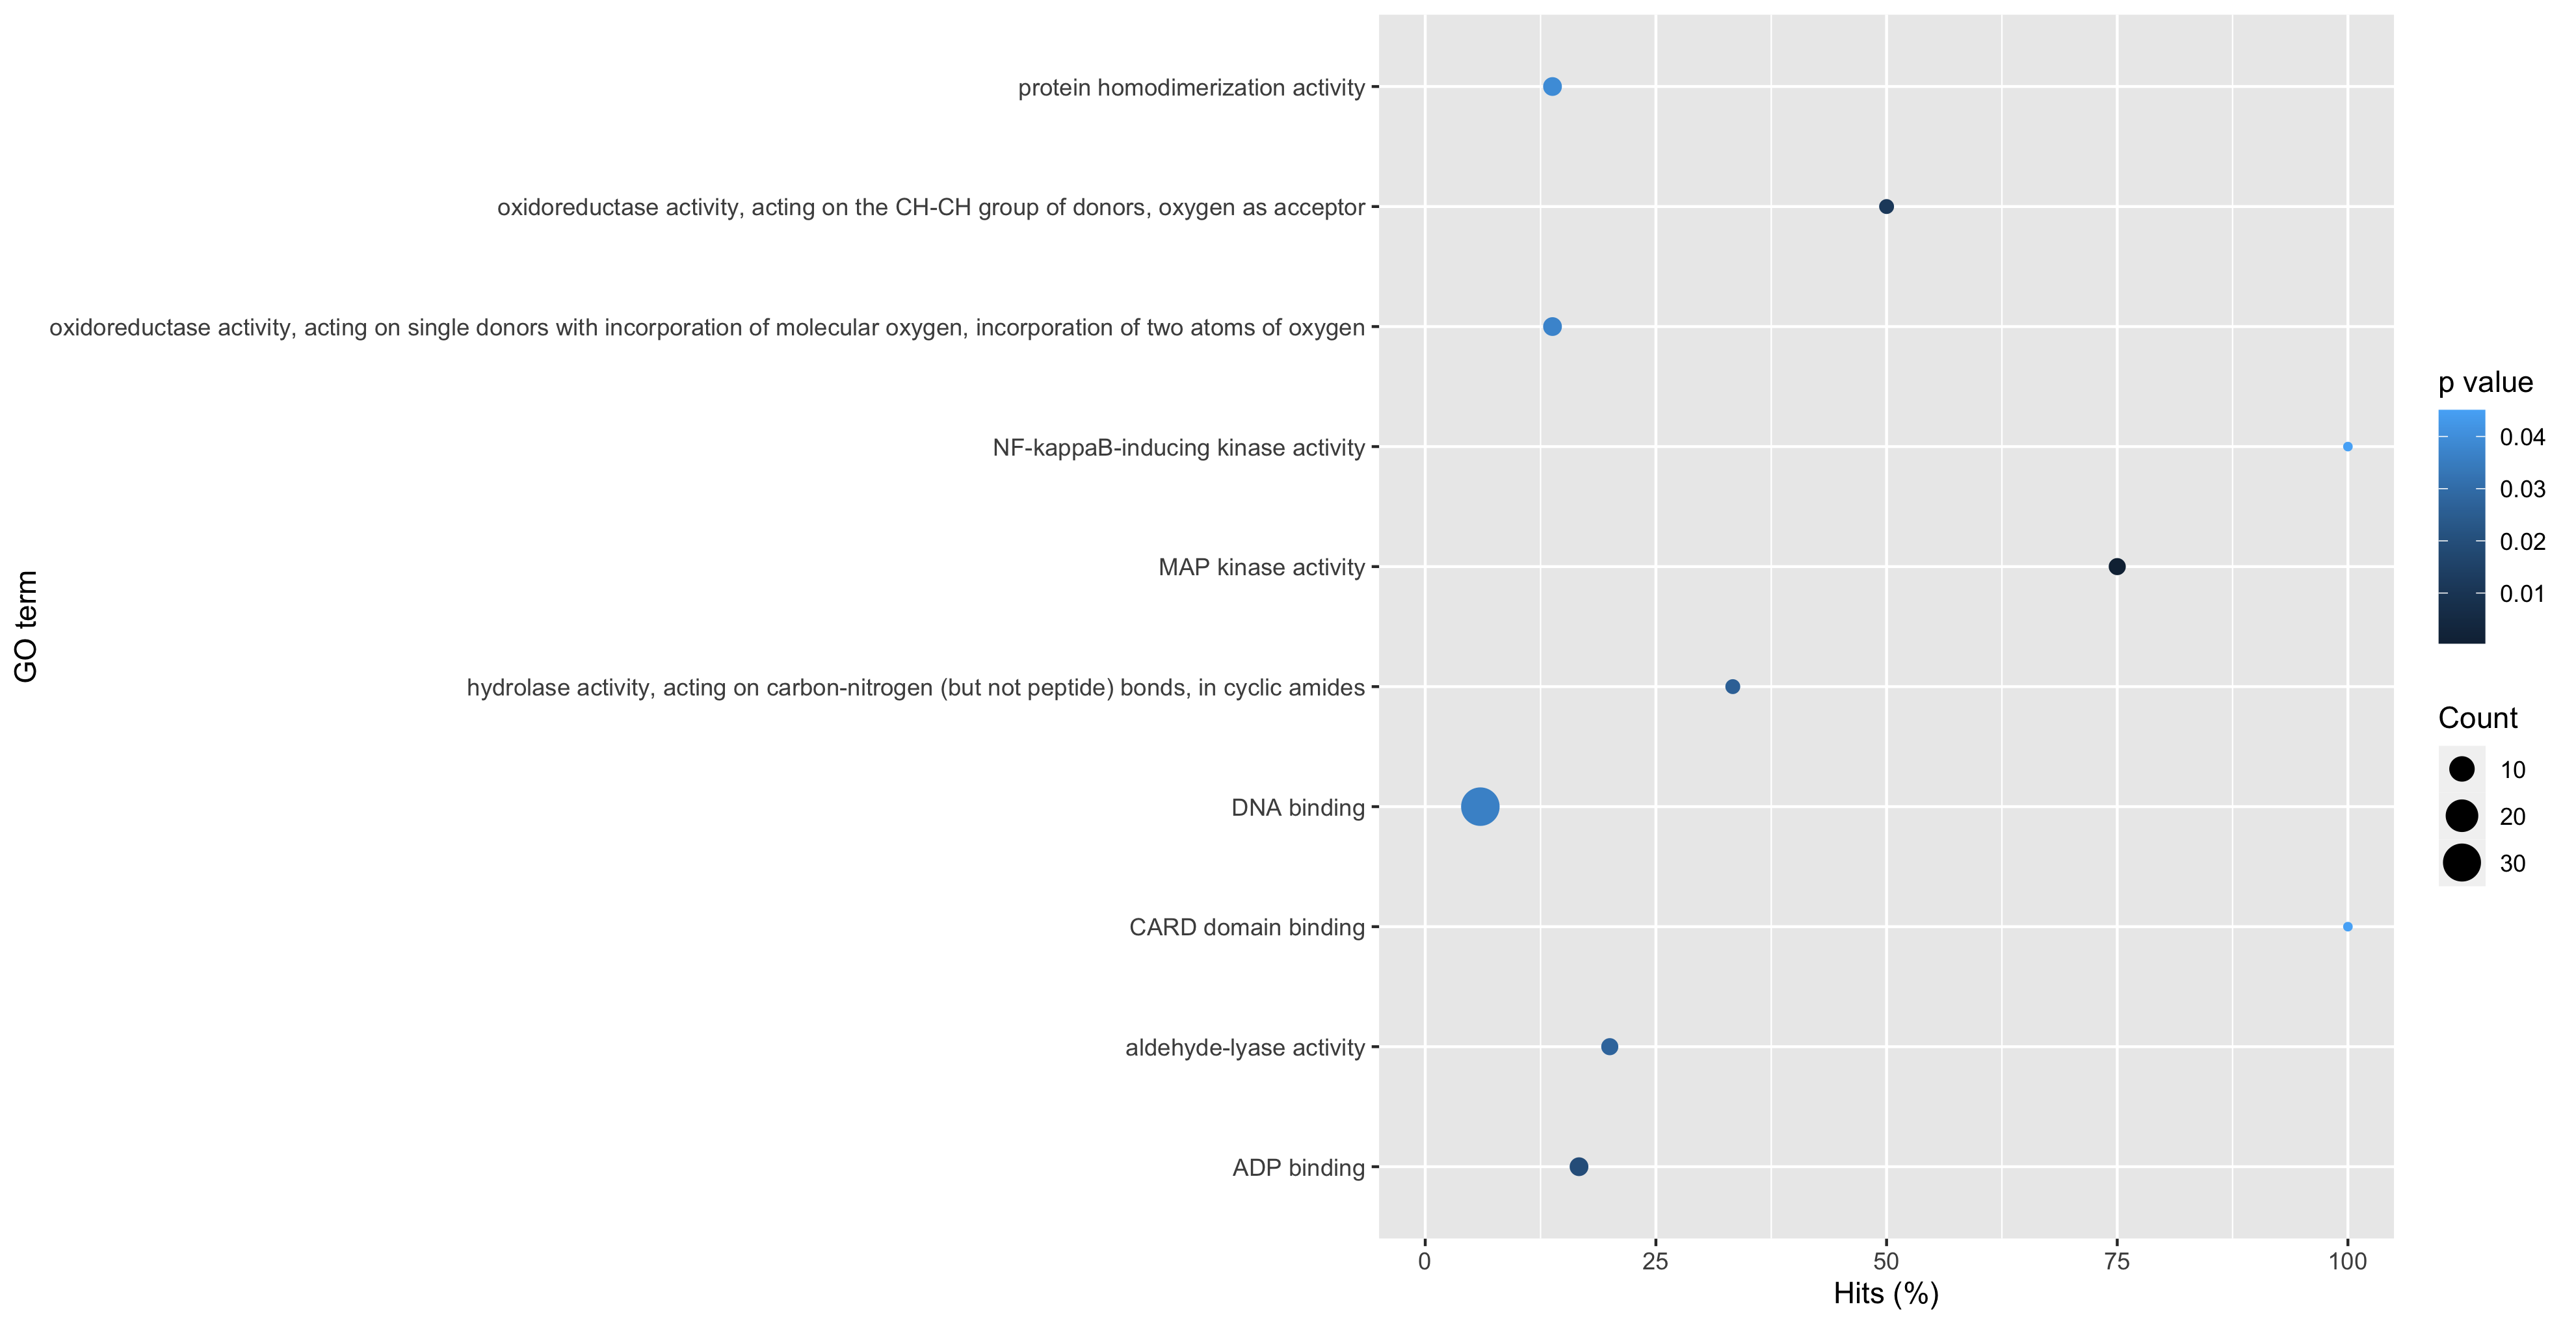 protein homodimerization activity
oxidoreductase activity, acting on the CH-CH group of donors, oxygen as acceptor
oxidoreductase activity, acting on single donors with incorporation of molecular oxygen, incorporation of two atoms of oxygen
NF-kappaB-inducing kinase activity
MAP kinase activity
hydrolase activity, acting on carbon-nitrogen (but not peptide) bonds, in cyclic amides
DNA binding
CARD domain binding
aldehyde-lyase activity
ADP binding
GO term
0 25 50 75 100
Hits (%)
p value
0.04
0.03
0.02
0.01
Count
10
20
30